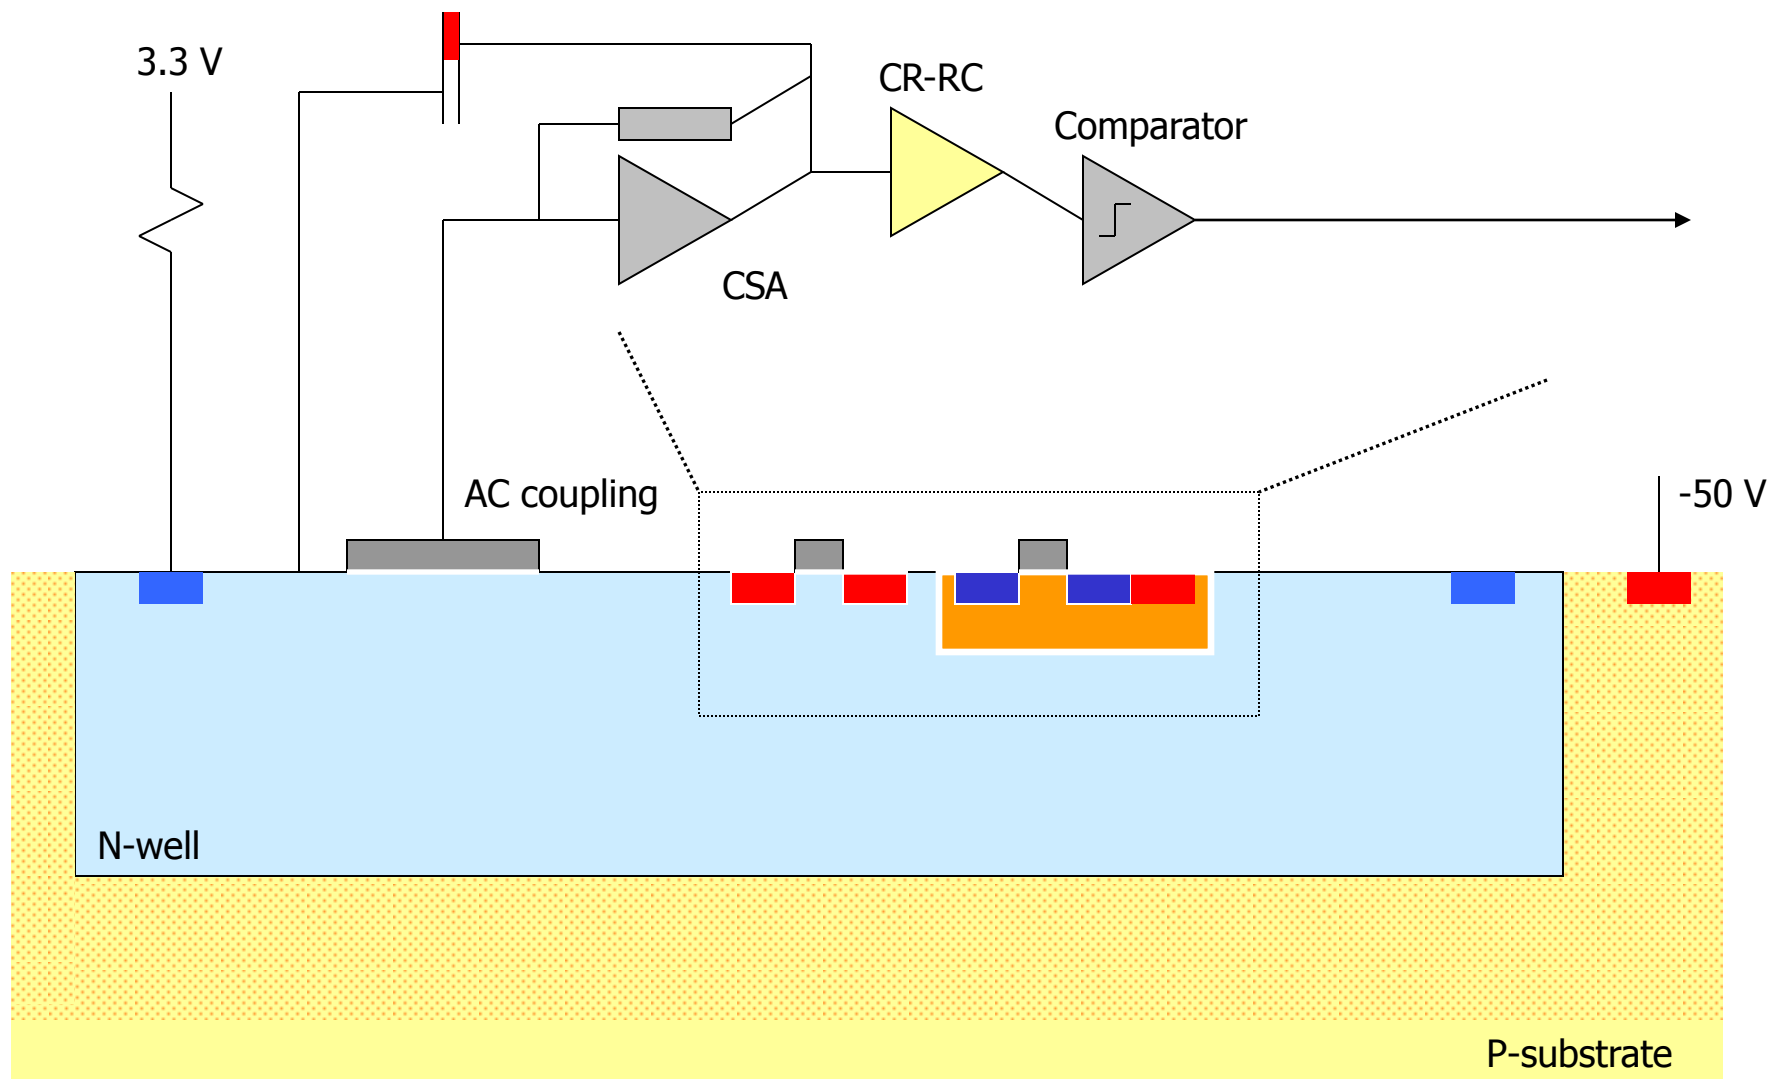 3.3 V
CR-RC
Comparator
CSA
AC coupling
-50 V
N-well
P-substrate